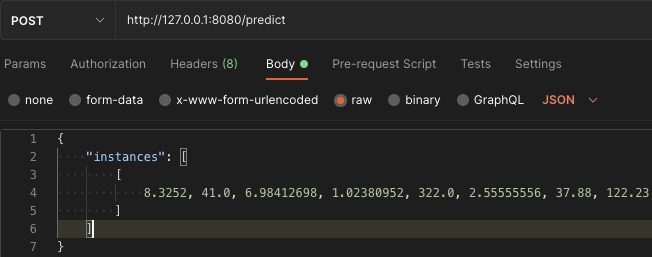 POST http://127.0.0.1:8080/predict
Params Authorization Headers (8) Body Pre-request Script Tests Settings
none form-data x-www-form-urlencoded raw binary GraphQL JSON
1 {
2 "instances": [
3 [
4 8.3252, 41.0, 6.98412698, 1.02380952, 322.0, 2.55555556, 37.88, 122.23
5 ]
6 ]
7 }